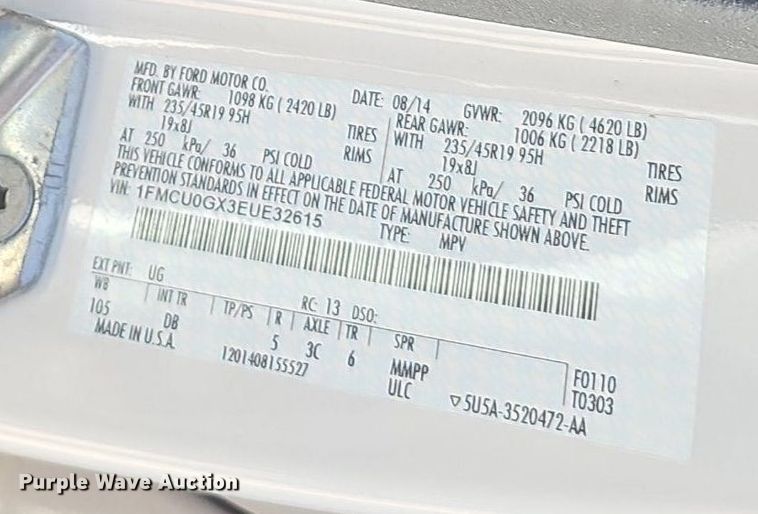 MFD. BY FORD MOTOR CO.
DATE: 08/14 GVWR: 2096 KG ( 4620 LB)
FRONT GAWR: 1098 KG ( 2420 LB) REAR GAWR: 1006 KG ( 2218 LB)
WITH 235/45R19 95H TIRES WITH 235/45R19 95H TIRES
19x8J RIMS 19x8J RIMS
AT 250 kPa/ 36 PSI COLD AT 250 kPa/ 36 PSI COLD
THIS VEHICLE CONFORMS TO ALL APPLICABLE FEDERAL MOTOR VEHICLE SAFETY AND THEFT
PREVENTION STANDARDS IN EFFECT ON THE DATE OF MANUFACTURE SHOWN ABOVE.
VIN: 1FMCU0GX3EUE32615 TYPE: MPV
EXT PNT: UG RC: 13 DSO:
WB INT TR TP/PS R AXLE TR SPR
105 DB 5 3C 6 MMPP F0110
MADE IN U.S.A. 1201408155527 ULC T0303
▽5U5A-3520472-AA
Purple Wave Auction